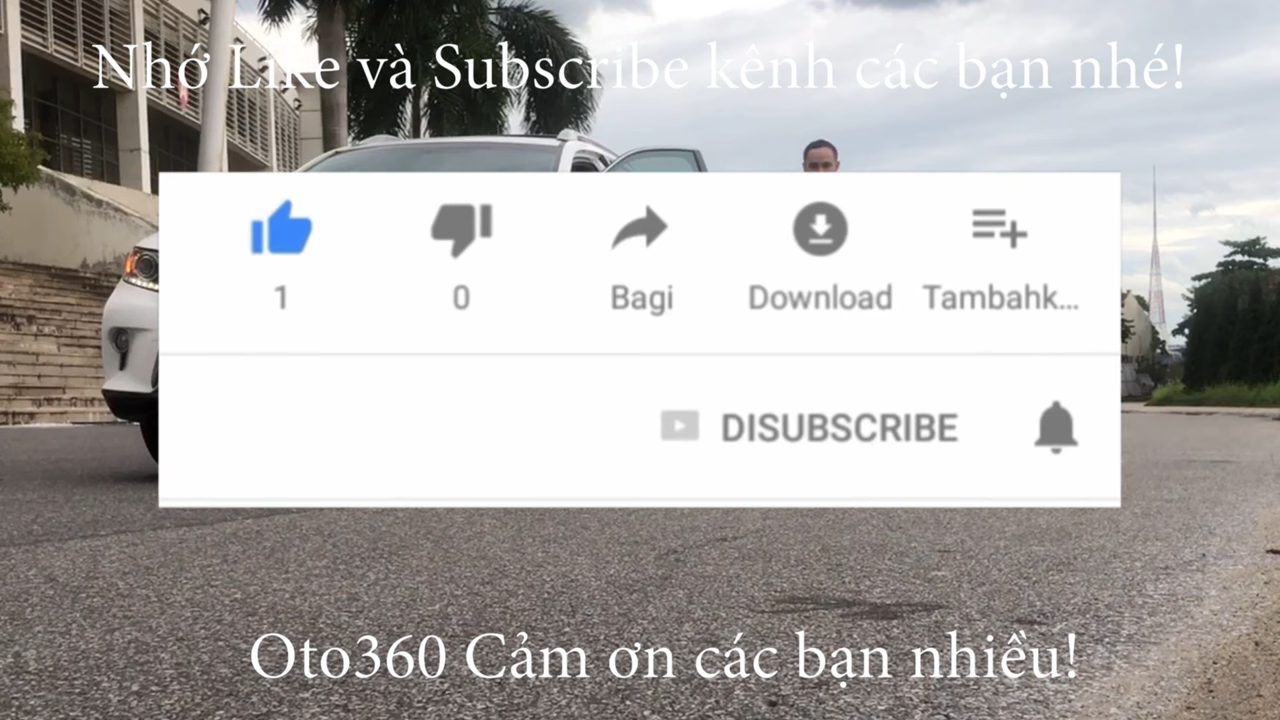 Nhớ Like và Subscribe kênh các bạn nhé!
1
0
Bagi
Download
Tambahk...
DISUBSCRIBE
Oto360 Cảm ơn các bạn nhiều!